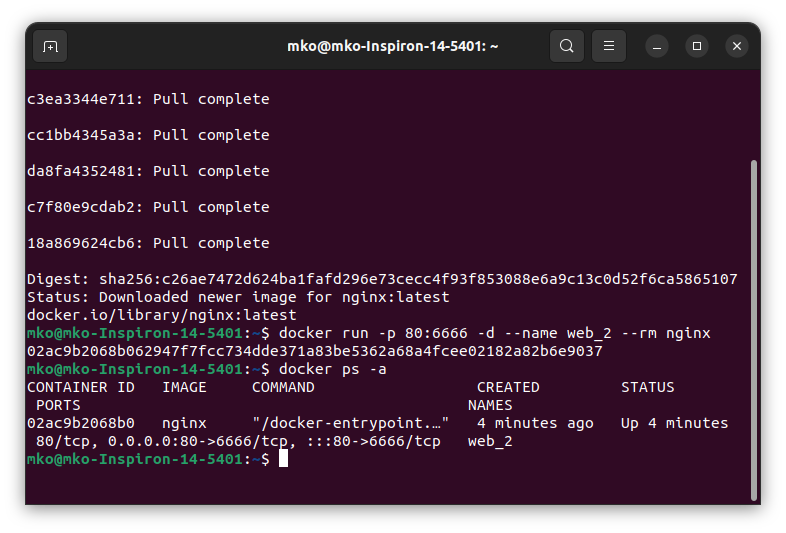 mko@mko-Inspiron-14-5401: ~
c3ea3344e711: Pull complete
cc1bb4345a3a: Pull complete
da8fa4352481: Pull complete
c7f80e9cdab2: Pull complete
18a869624cb6: Pull complete
Digest: sha256:c26ae7472d624ba1fafd296e73cecc4f93f853088e6a9c13c0d52f6ca5865107
Status: Downloaded newer image for nginx:latest
docker.io/library/nginx:latest
mko@mko-Inspiron-14-5401:~$ docker run -p 80:6666 -d --name web_2 --rm nginx
02ac9b2068b062947f7fcc734dde371a83be5362a68a4fcee02182a82b6e9037
mko@mko-Inspiron-14-5401:~$ docker ps -a
CONTAINER ID   IMAGE     COMMAND                  CREATED         STATUS
 PORTS                                           NAMES
02ac9b2068b0   nginx     "/docker-entrypoint.…"   4 minutes ago   Up 4 minutes
 80/tcp, 0.0.0.0:80->6666/tcp, :::80->6666/tcp   web_2
mko@mko-Inspiron-14-5401:~$